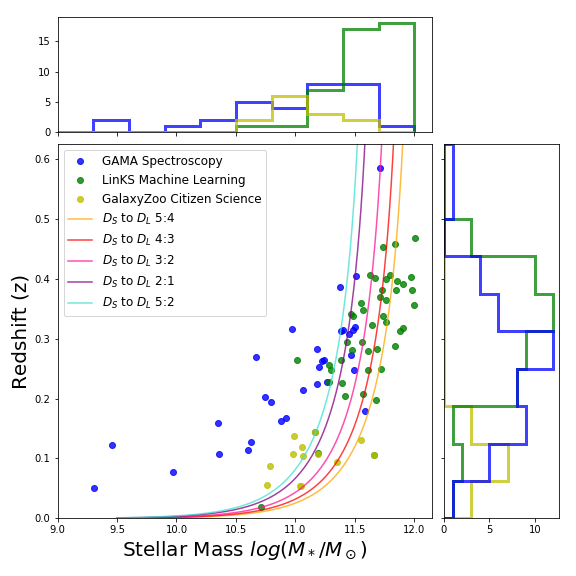 15
10
5
0
0.6
0.5
0.4
0.3
0.2
0.1
0.0
GAMA Spectroscopy
LinKS Machine Learning
GalaxyZoo Citizen Science
D_S to D_L 5:4
D_S to D_L 4:3
D_S to D_L 3:2
D_S to D_L 2:1
D_S to D_L 5:2
Redshift (z)
9.0 9.5 10.0 10.5 11.0 11.5 12.0
0 5 10
Stellar Mass log(M_*/M_⊙)